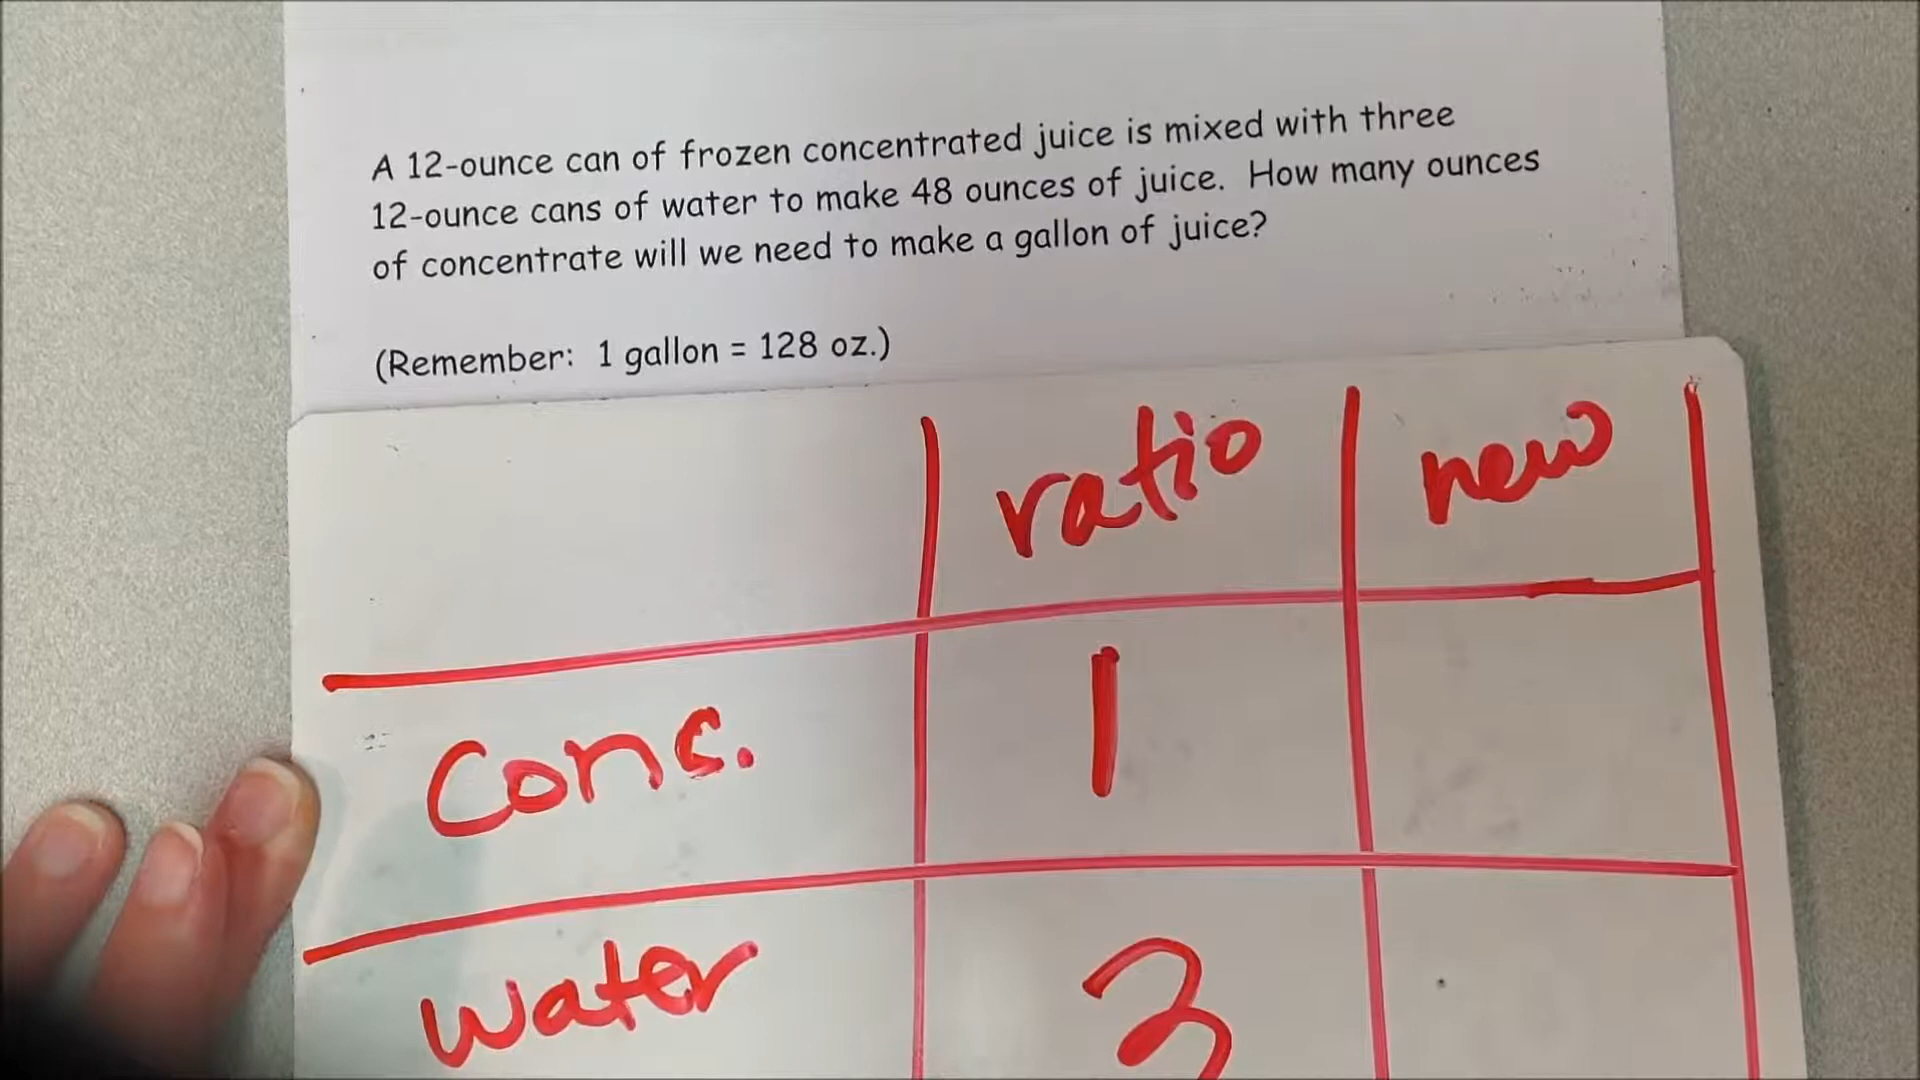 A 12-ounce can of frozen concentrated juice is mixed with three
12-ounce cans of water to make 48 ounces of juice.  How many ounces
of concentrate will we need to make a gallon of juice?
(Remember:  1 gallon = 128 oz.)
ratio new
Conc. 1
water 3